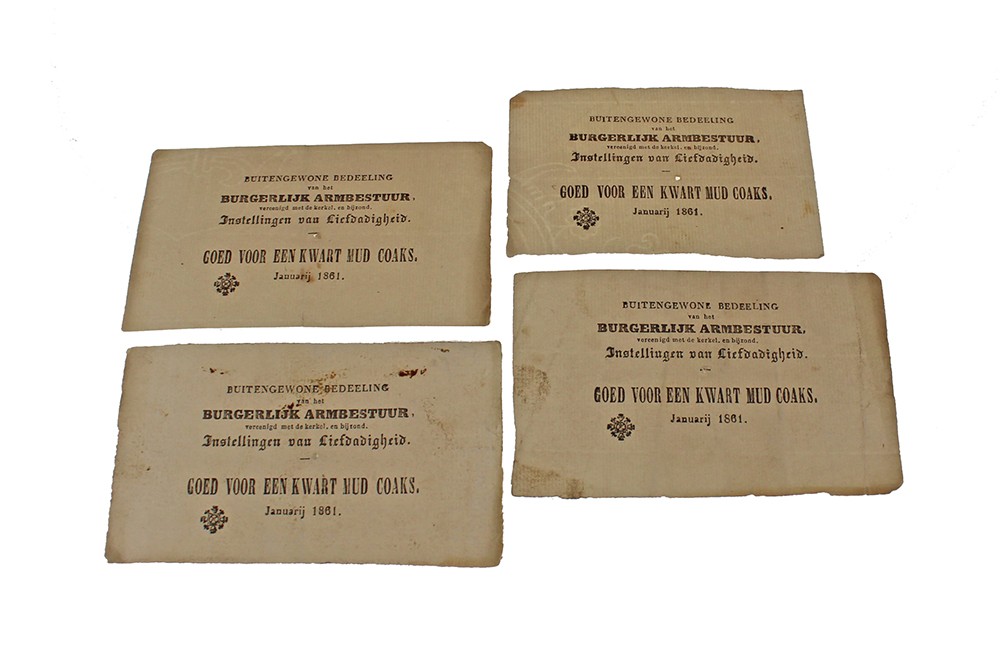 BUITENGEWONE BEDEELING
van het
BURGERLIJK ARMBESTUUR,
vereenigd met de kerkel. en bijzond.
Instellingen van Liefdadigheid.
GOED VOOR EEN KWART MUD COAKS.
Januarij 1861.
BUITENGEWONE BEDEELING
van het
BURGERLIJK ARMBESTUUR,
vereenigd met de kerkel. en bijzond.
Instellingen van Liefdadigheid.
GOED VOOR EEN KWART MUD COAKS.
Januarij 1861.
BUITENGEWONE BEDEELING
van het
BURGERLIJK ARMBESTUUR,
vereenigd met de kerkel. en bijzond.
Instellingen van Liefdadigheid.
GOED VOOR EEN KWART MUD COAKS.
Januarij 1861.
BUITENGEWONE BEDEELING
van het
BURGERLIJK ARMBESTUUR,
vereenigd met de kerkel. en bijzond.
Instellingen van Liefdadigheid.
GOED VOOR EEN KWART MUD COAKS.
Januarij 1861.